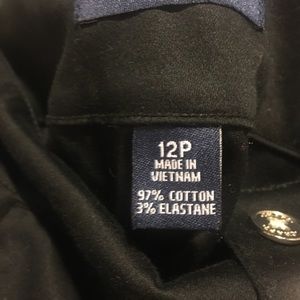 12P
MADE IN
VIETNAM
97% COTTON
3% ELASTANE